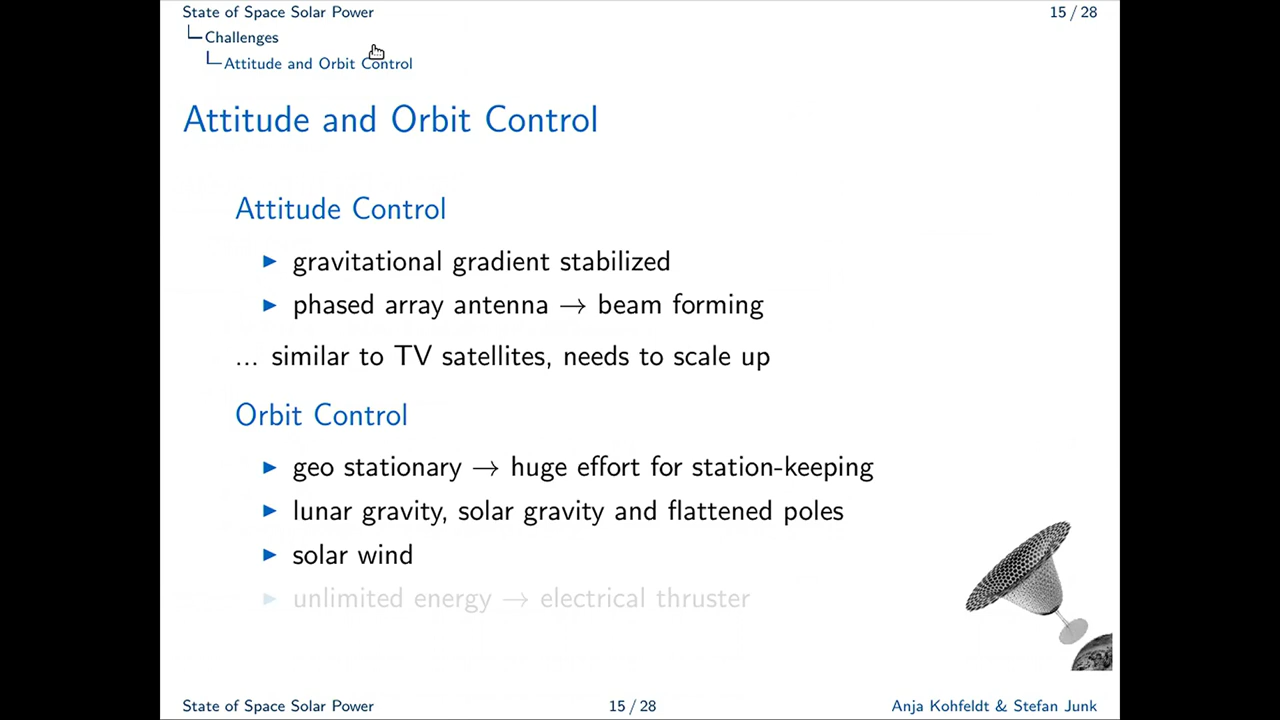 State of Space Solar Power 15 / 28
Challenges
Attitude and Orbit Control
Attitude and Orbit Control
Attitude Control
▶ gravitational gradient stabilized
▶ phased array antenna → beam forming
... similar to TV satellites, needs to scale up
Orbit Control
▶ geo stationary → huge effort for station-keeping
▶ lunar gravity, solar gravity and flattened poles
▶ solar wind
▶ unlimited energy → electrical thruster
State of Space Solar Power 15 / 28 Anja Kohfeldt & Stefan Junk